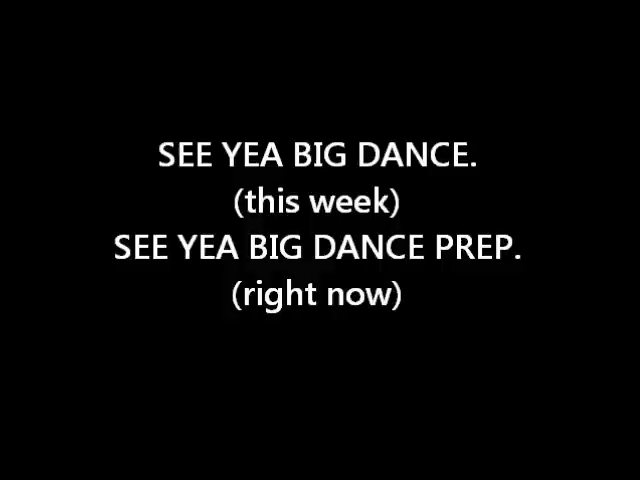 SEE YEA BIG DANCE.
(this week)
SEE YEA BIG DANCE PREP.
(right now)